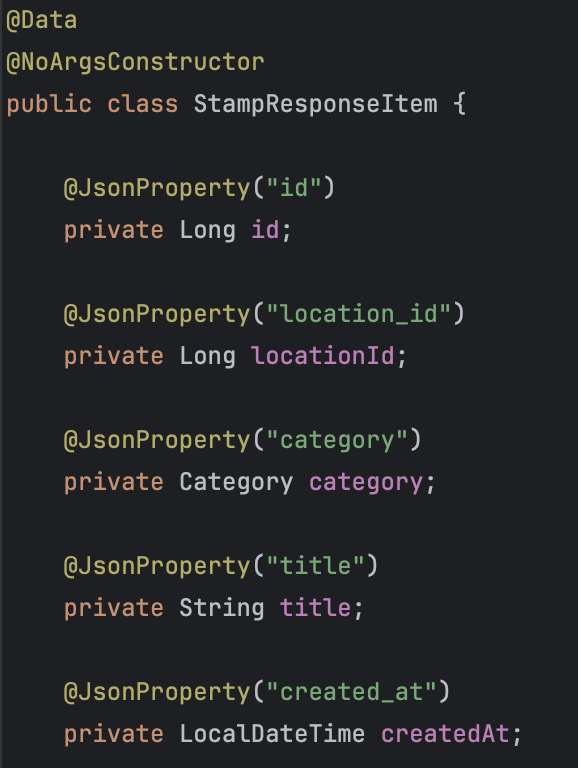 @Data
@NoArgsConstructor
public class StampResponseItem {
@JsonProperty("id")
private Long id;
@JsonProperty("location_id")
private Long locationId;
@JsonProperty("category")
private Category category;
@JsonProperty("title")
private String title;
@JsonProperty("created_at")
private LocalDateTime createdAt;